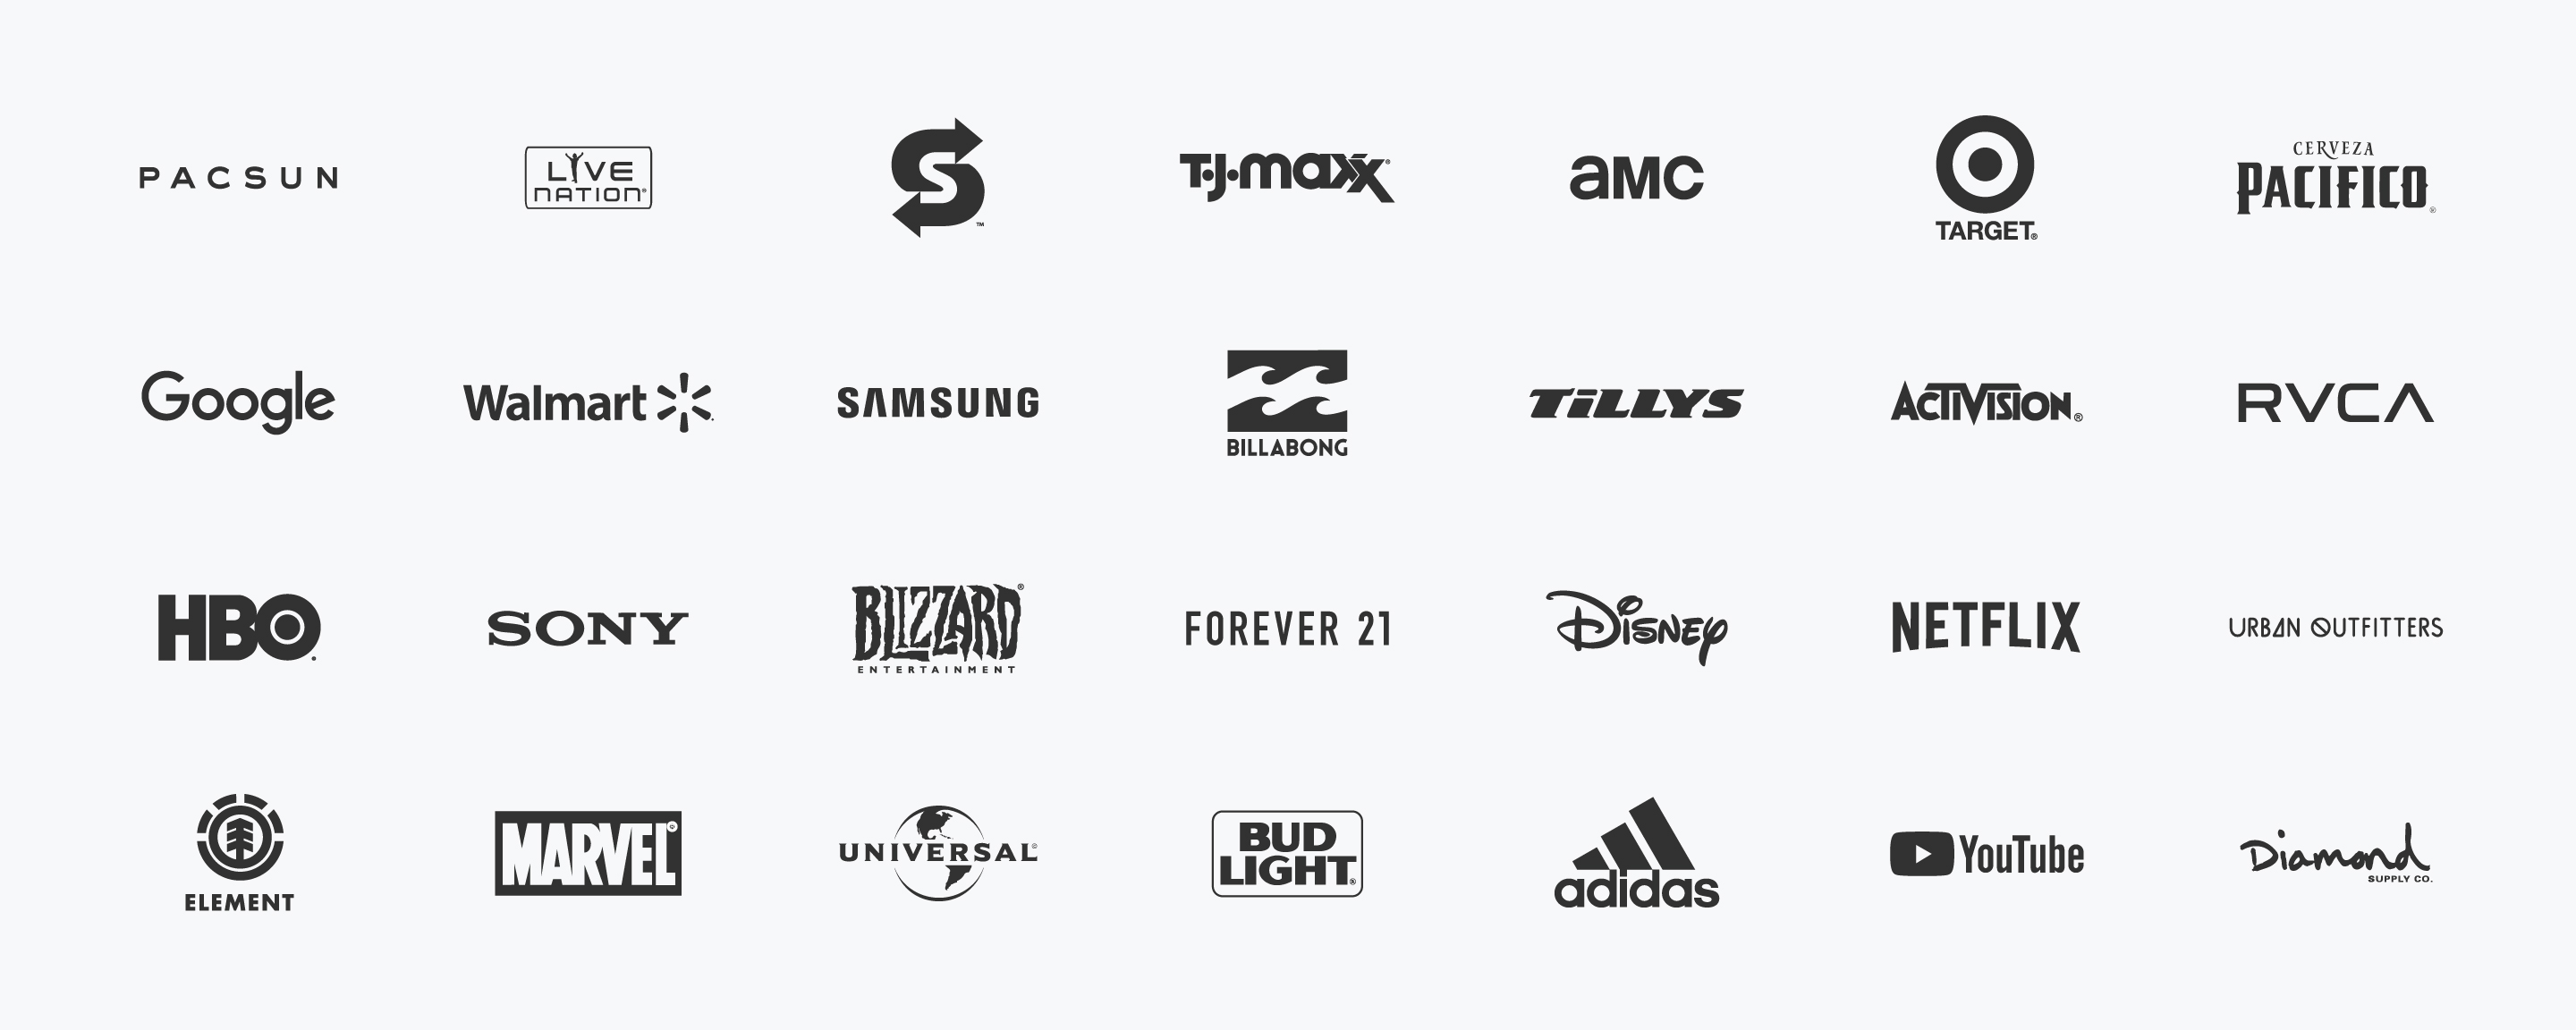 PACSUN
LIVE
NATION®
S
™
T·J·maxx®
aMC
TARGET®
CERVEZA
PACIFICO®
Google
Walmart
SAMSUNG
BILLABONG
TiLLYS
ACTIVISION®
RVCA
HBO®
SONY
BLIZZARD®
ENTERTAINMENT
FOREVER 21
Disney
NETFLIX
URBAN OUTFITTERS
ELEMENT
MARVEL®
UNIVERSAL®
BUD
LIGHT®
adidas
YouTube
Diamond
SUPPLY CO.